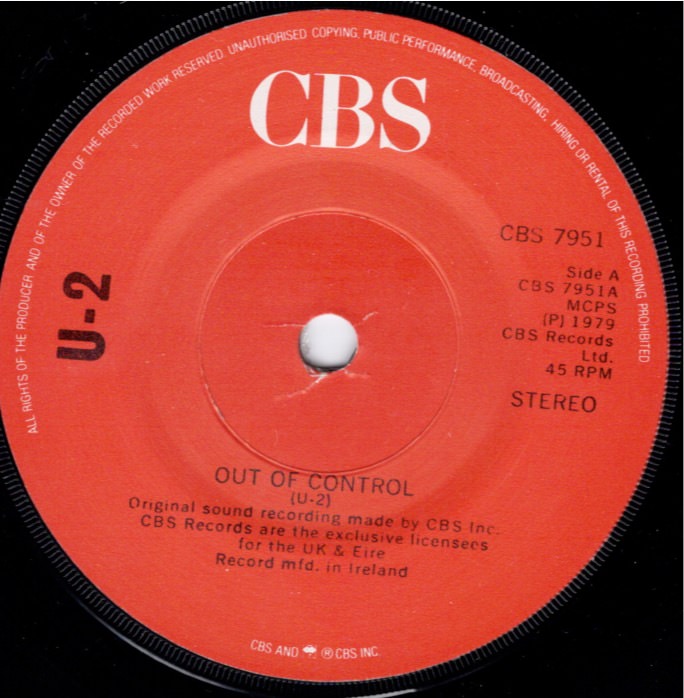 ALL RIGHTS OF THE PRODUCER AND OF THE OWNER OF THE RECORDED WORK RESERVED UNAUTHORISED COPYING, PUBLIC PERFORMANCE, BROADCASTING, HIRING OR RENTAL OF THIS RECORDING PROHIBITED
CBS
U-2
CBS 7951
Side A
CBS 7951A
MCPS
(P) 1979
CBS Records
Ltd.
45 RPM
STEREO
OUT OF CONTROL
(U-2)
Original sound recording made by CBS Inc.
CBS Records are the exclusive licensees
for the UK & Eire
Record mfd. in Ireland
CBS AND ® CBS INC.